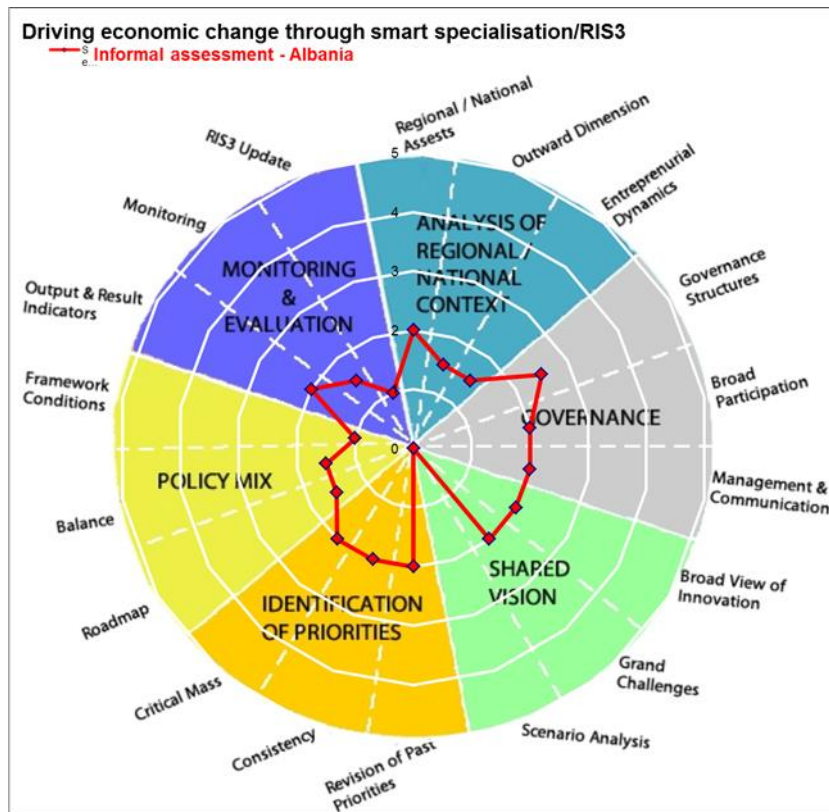 Driving economic change through smart specialisation/RIS3
S
e...
Informal assessment - Albania
Regional / National
Assests
Outward Dimension
Entreprenurial
Dynamics
Governance
Structures
Broad
Participation
Management &
Communication
Broad View of
Innovation
Grand
Challenges
Scenario Analysis
Revision of Past
Priorities
Consistency
Critical Mass
Roadmap
Balance
Framework
Conditions
Output & Result
Indicators
Monitoring
RIS3 Update
5
4
3
2
0
ANALYSIS OF
REGIONAL /
NATIONAL
CONTEXT
GOVERNANCE
SHARED
VISION
IDENTIFICATION
OF PRIORITIES
POLICY MIX
MONITORING
&
EVALUATION